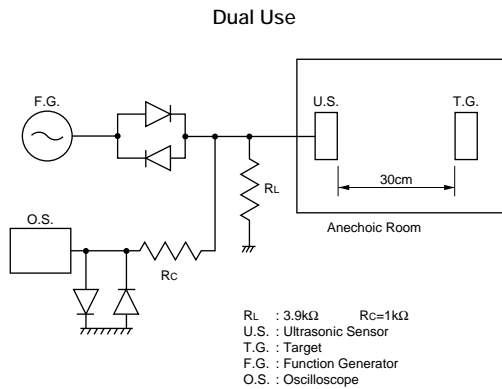 Dual Use
F.G.
U.S.
T.G.
30cm
RL
Anechoic Room
O.S.
RC
RL : 3.9kΩ RC=1kΩ
U.S. : Ultrasonic Sensor
T.G. : Target
F.G. : Function Generator
O.S. : Oscilloscope